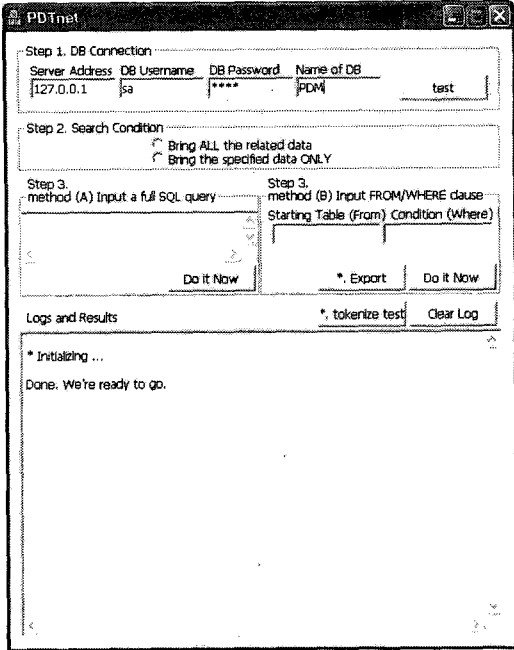 PDTnet
Step 1. DB Connection
Server Address DB Username DB Password Name of DB
127.0.0.1 sa **** PDM test
Step 2. Search Condition
Bring ALL the related data
Bring the specified data ONLY
Step 3. method (A) Input a full SQL query
Do it Now
Step 3. method (B) Input FROM/WHERE clause
Starting Table (From) Condition (Where)
*. Export Do it Now
Logs and Results *. tokenize test Clear Log
* Initializing ...
Done. We're ready to go.